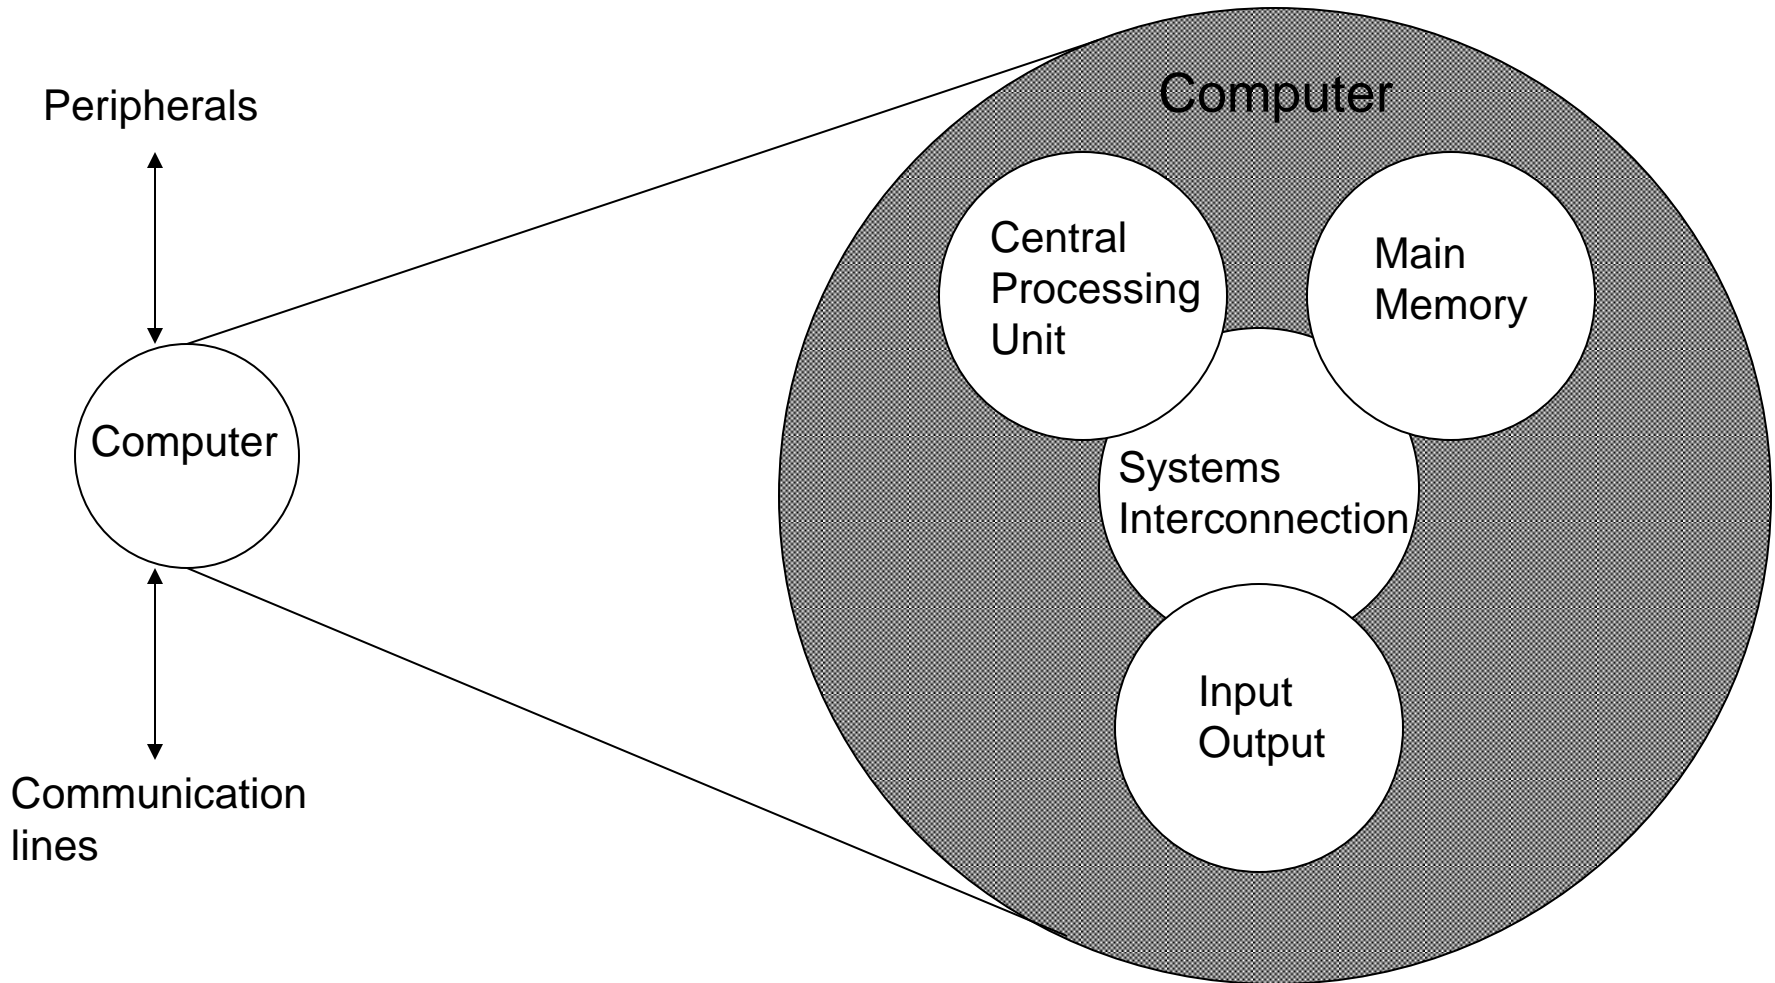 Peripherals
Computer
Communication
lines
Computer
Central
Processing
Unit
Main
Memory
Systems
Interconnection
Input
Output